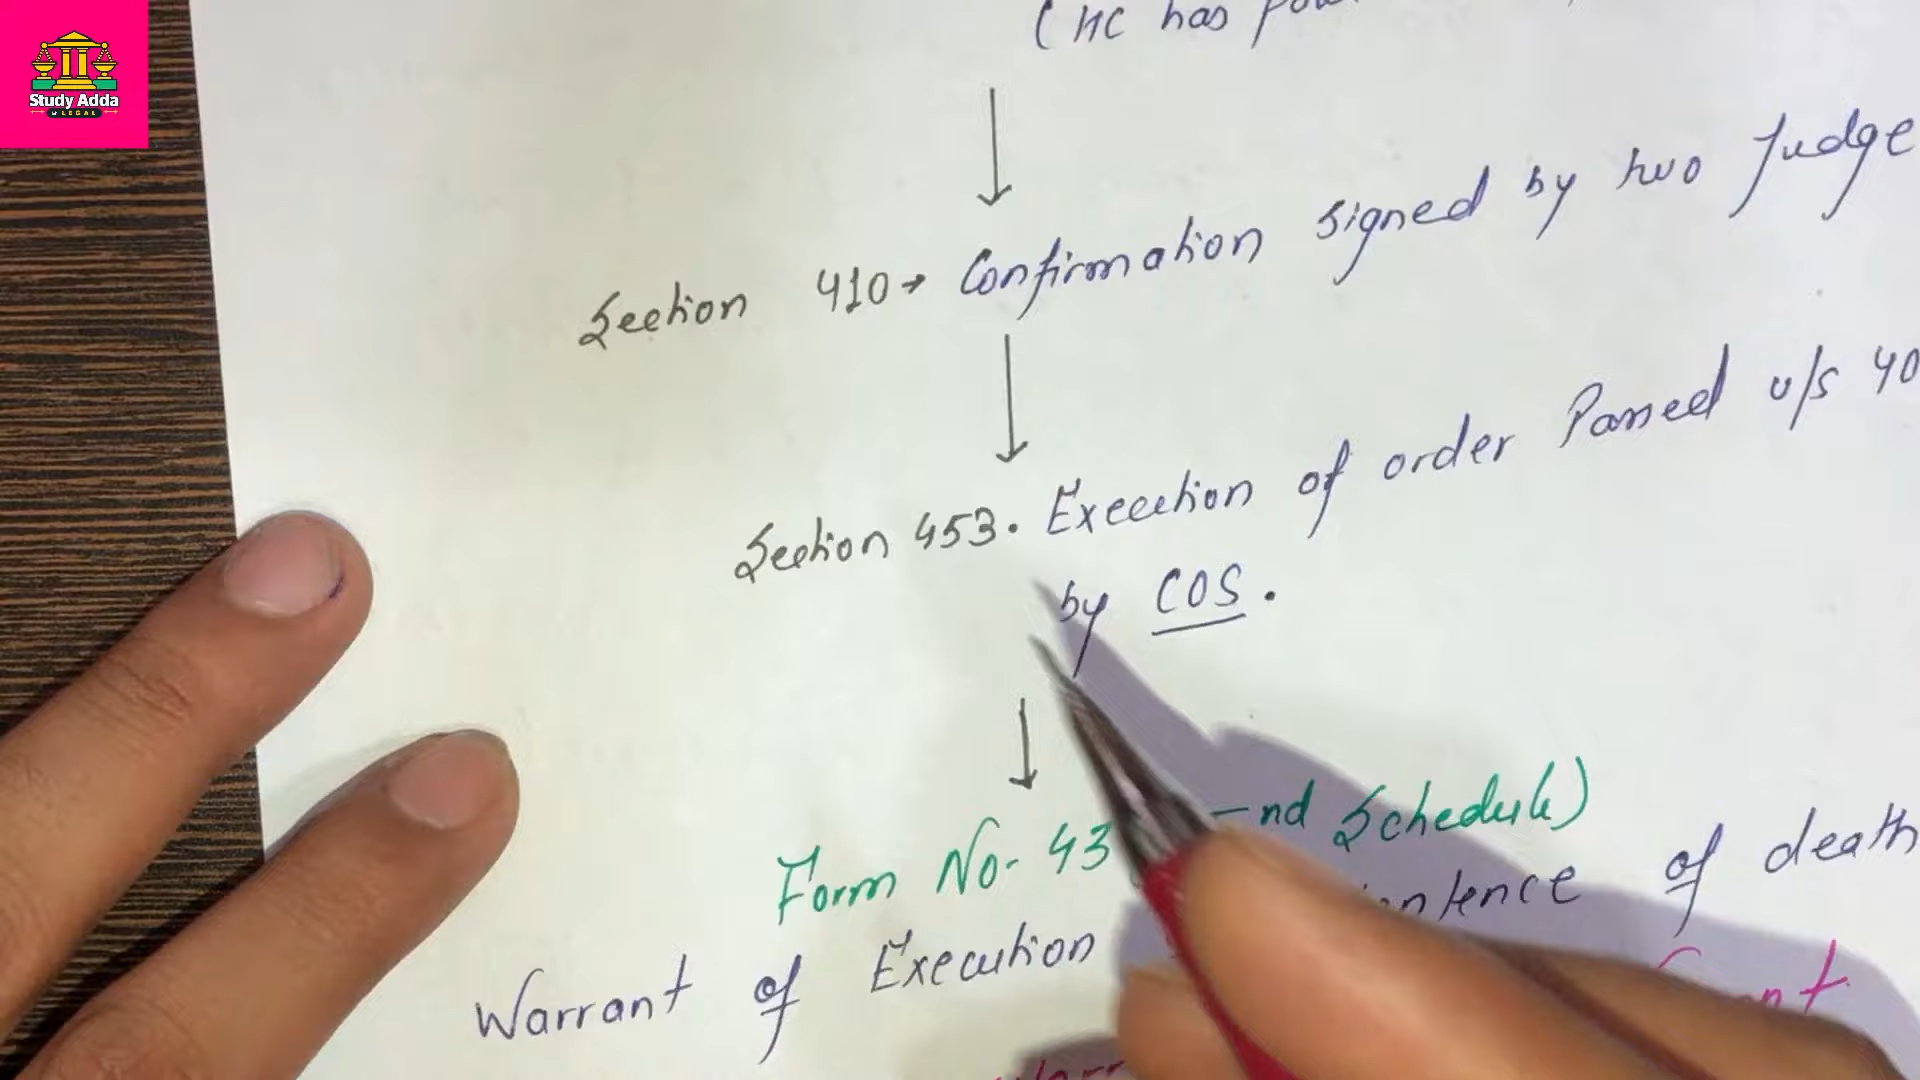 Study Adda
LEGAL
(HC has
Section 410→ Confirmation signed by two Judge
Section 453. Execution of order Passed u/s 40
by COS.
Form No. 43 nd Schedule)
Warrant of Execution of death